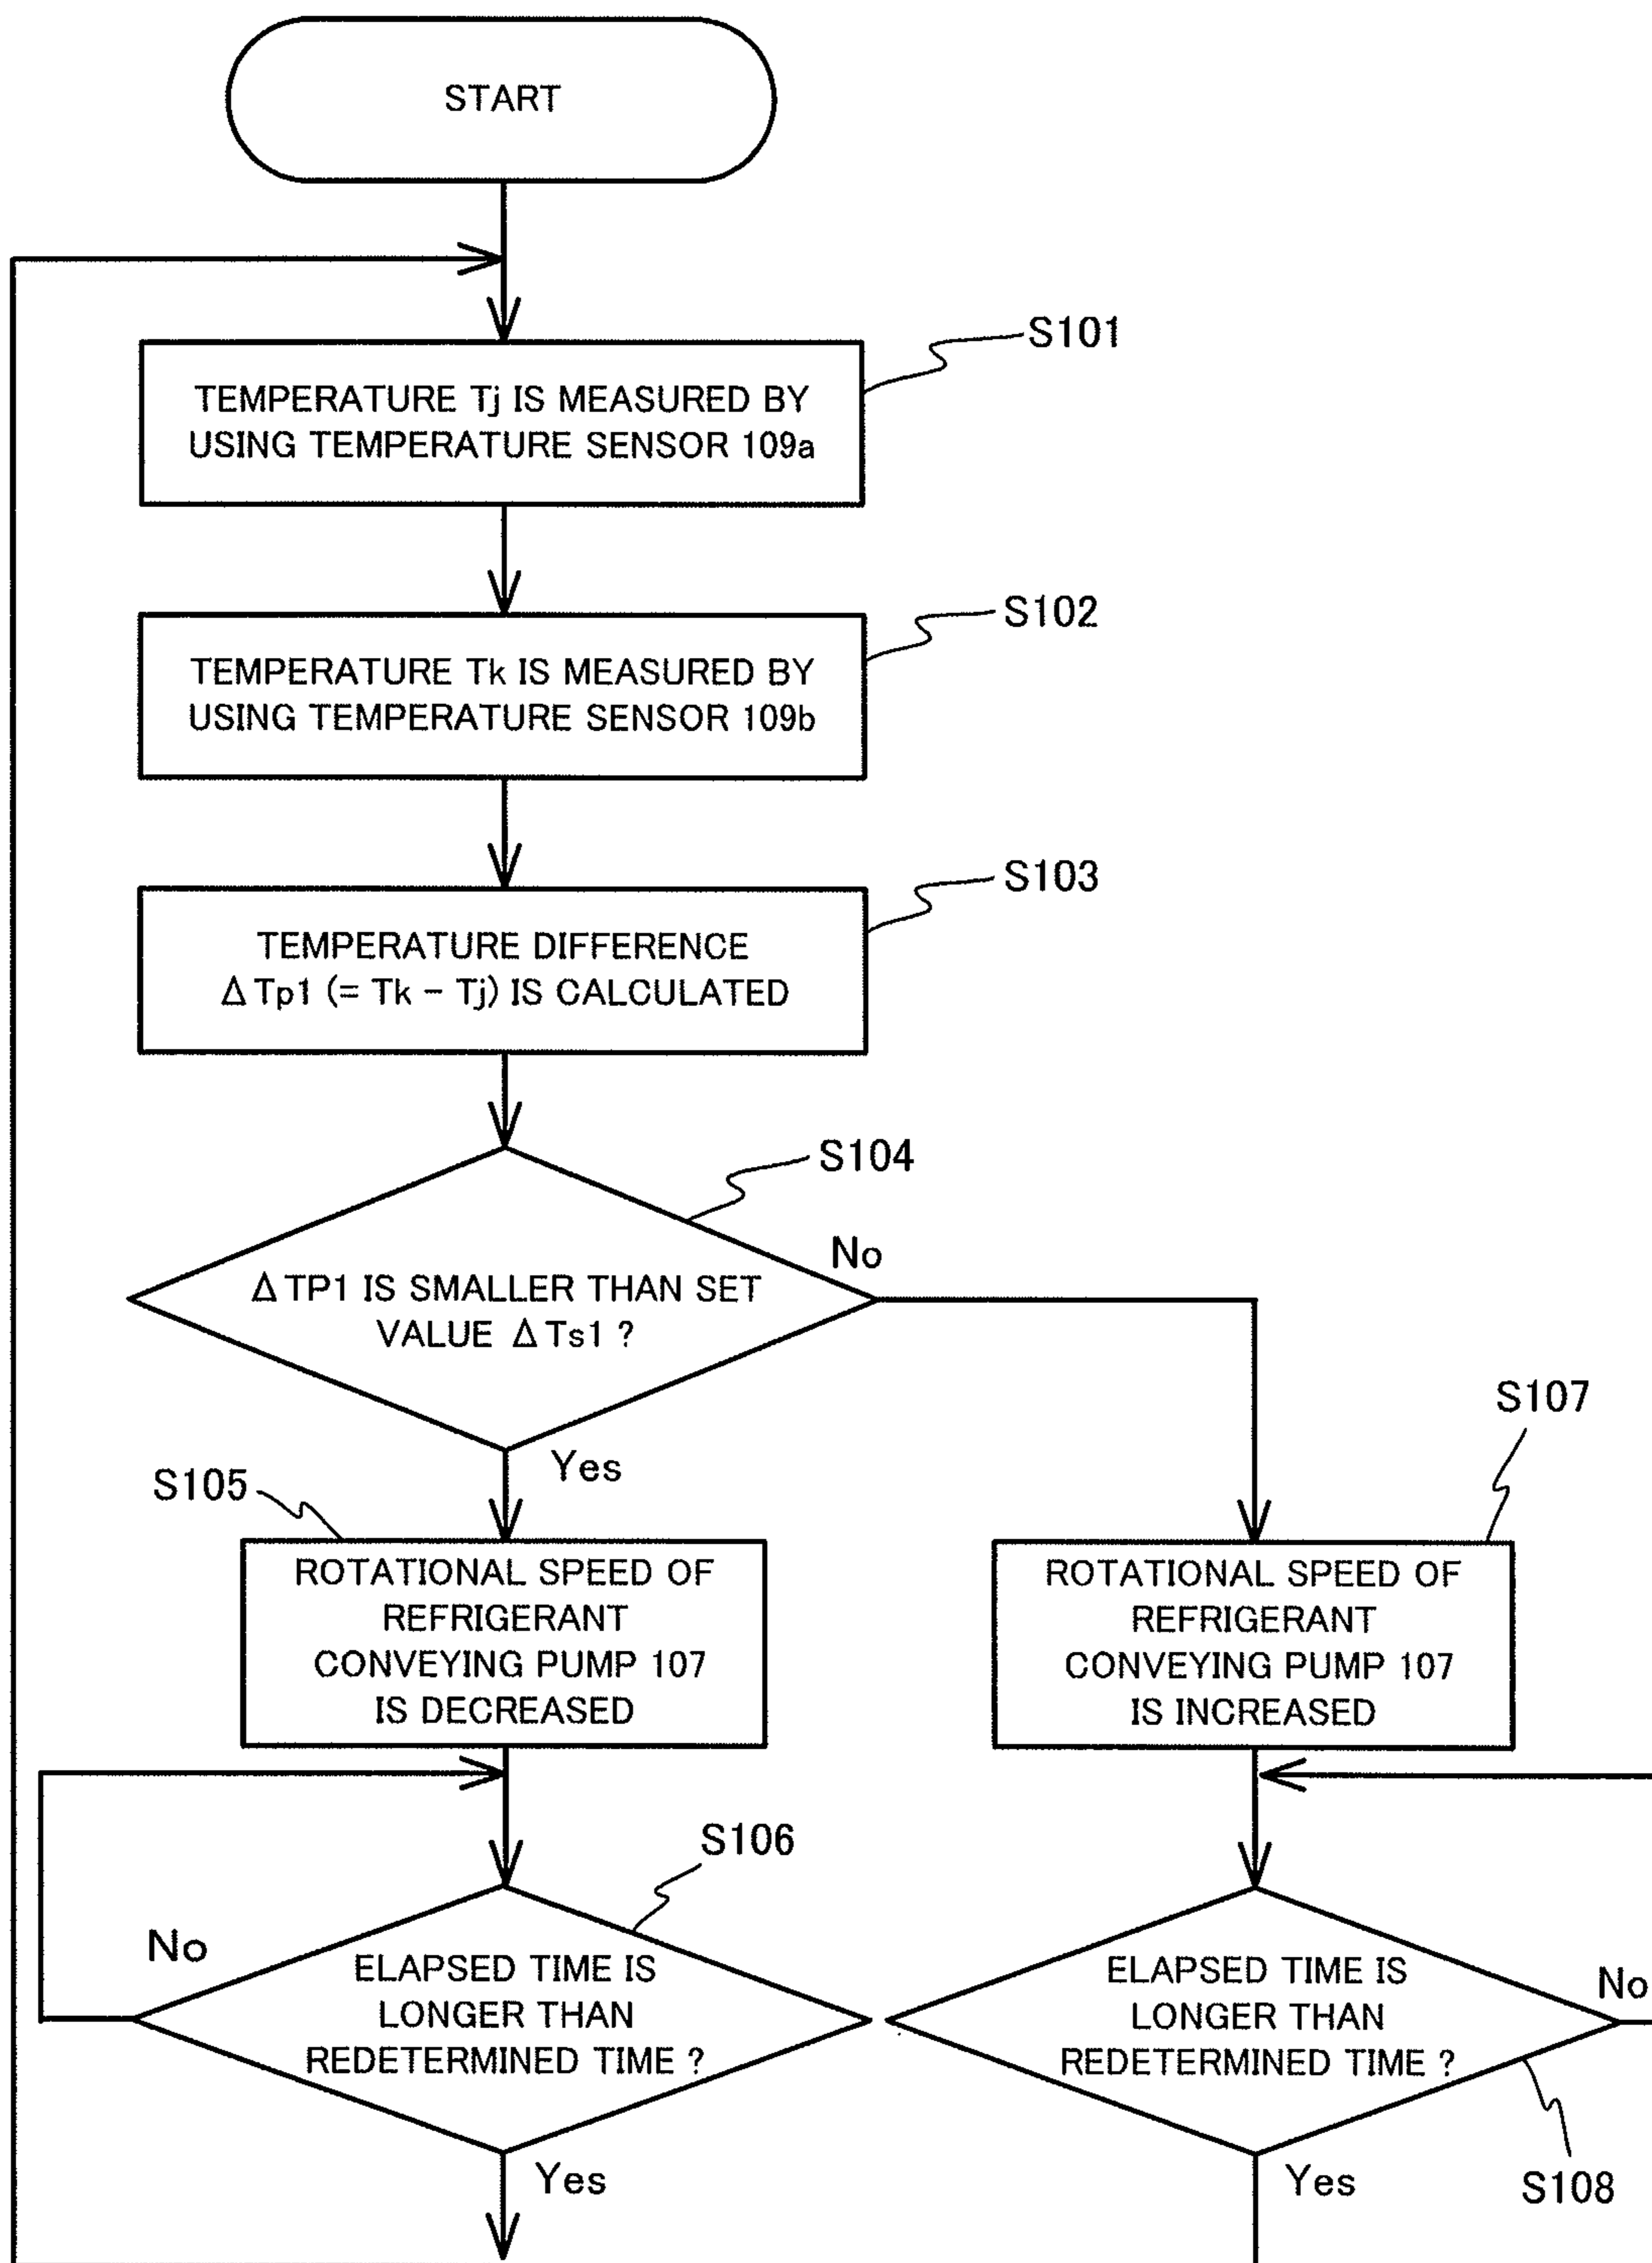 START
S101
TEMPERATURE Tj IS MEASURED BY
USING TEMPERATURE SENSOR 109a
S102
TEMPERATURE Tk IS MEASURED BY
USING TEMPERATURE SENSOR 109b
S103
TEMPERATURE DIFFERENCE
ΔTp1 (= Tk - Tj) IS CALCULATED
S104
No
ΔTP1 IS SMALLER THAN SET
VALUE ΔTs1 ?
Yes
S105
ROTATIONAL SPEED OF
REFRIGERANT
CONVEYING PUMP 107
IS DECREASED
S107
ROTATIONAL SPEED OF
REFRIGERANT
CONVEYING PUMP 107
IS INCREASED
S106
No
ELAPSED TIME IS
LONGER THAN
REDETERMINED TIME ?
Yes
ELAPSED TIME IS
LONGER THAN
REDETERMINED TIME ?
No
Yes
S108